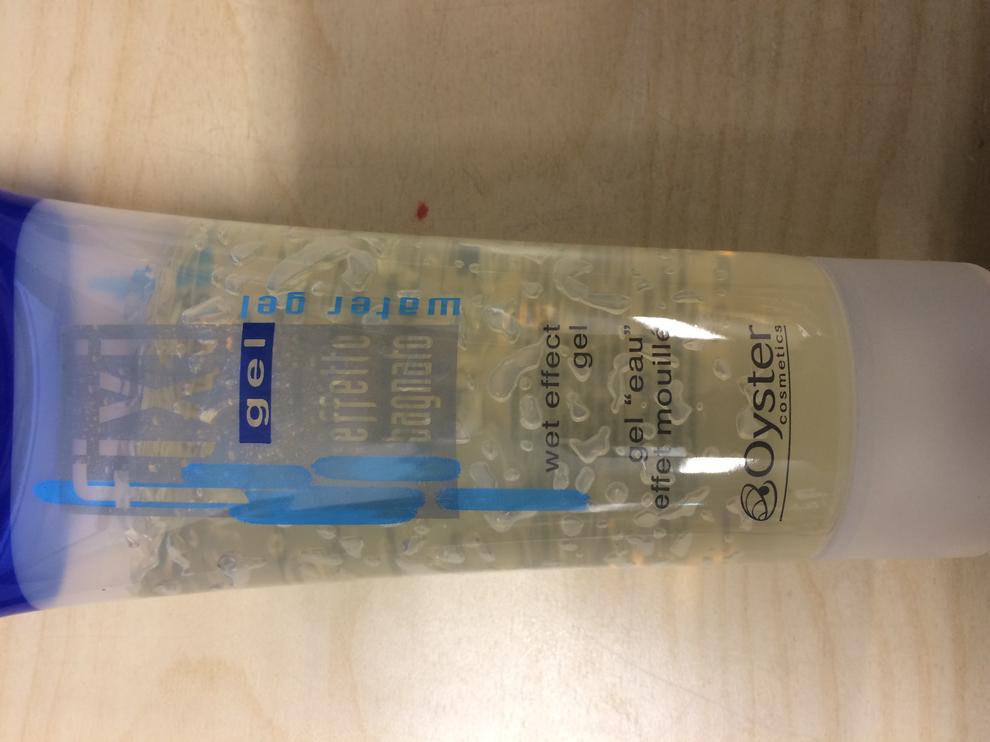 fixi
gel
effetto
bagnato
water gel
wet effect
gel
gel “eau”
effet mouillé
Oyster
cosmetics